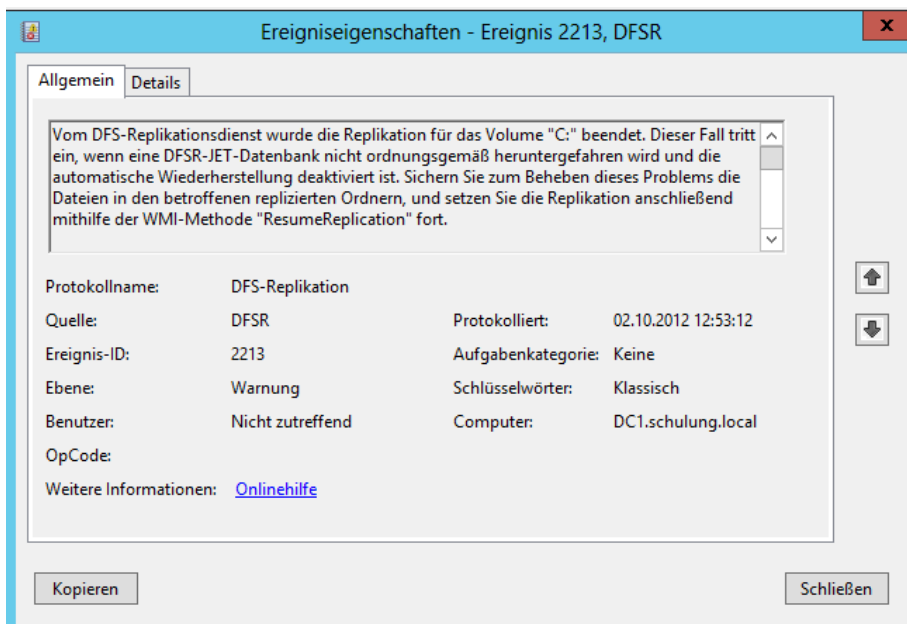 Ereigniseigenschaften - Ereignis 2213, DFSR
x
Allgemein
Details
Vom DFS-Replikationsdienst wurde die Replikation für das Volume "C:" beendet. Dieser Fall tritt
ein, wenn eine DFSR-JET-Datenbank nicht ordnungsgemäß heruntergefahren wird und die
automatische Wiederherstellung deaktiviert ist. Sichern Sie zum Beheben dieses Problems die
Dateien in den betroffenen replizierten Ordnern, und setzen Sie die Replikation anschließend
mithilfe der WMI-Methode "ResumeReplication" fort.
Protokollname: DFS-Replikation
Quelle: DFSR Protokolliert: 02.10.2012 12:53:12
Ereignis-ID: 2213 Aufgabenkategorie: Keine
Ebene: Warnung Schlüsselwörter: Klassisch
Benutzer: Nicht zutreffend Computer: DC1.schulung.local
OpCode:
Weitere Informationen: Onlinehilfe
Kopieren Schließen